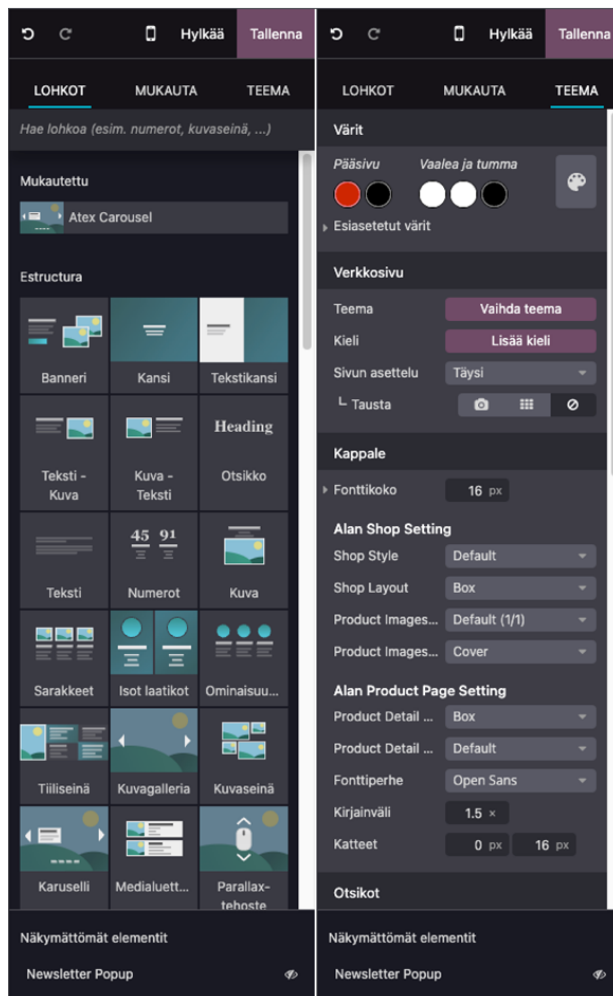 Hylkää
Tallenna
LOHKOT
MUKAUTA
TEEMA
Hae lohkoa (esim. numerot, kuvaseinä, ...)
Mukautettu
Atex Carousel
Estructura
Banneri
Kansi
Tekstikansi
Heading
Teksti -
Kuva
Kuva -
Teksti
Otsikko
45 91
Teksti
Numerot
Kuva
Sarakkeet
Isot laatikot
Ominaisuu...
Tiiliseinä
Kuvagalleria
Kuvaseinä
Karuselli
Medialuett...
Parallax-
tehoste
Näkymättömät elementit
Newsletter Popup
Hylkää
Tallenna
LOHKOT
MUKAUTA
TEEMA
Värit
Pääsivu
Vaalea ja tumma
Esiasetetut värit
Verkkosivu
Teema
Vaihda teema
Kieli
Lisää kieli
Sivun asettelu
Täysi
Tausta
Kappale
Fonttikoko
16 px
Alan Shop Setting
Shop Style
Default
Shop Layout
Box
Product Images...
Default (1/1)
Product Images...
Cover
Alan Product Page Setting
Product Detail ...
Box
Product Detail ...
Default
Fonttiperhe
Open Sans
Kirjainväli
1.5 ×
Katteet
0 px
16 px
Otsikot
Näkymättömät elementit
Newsletter Popup